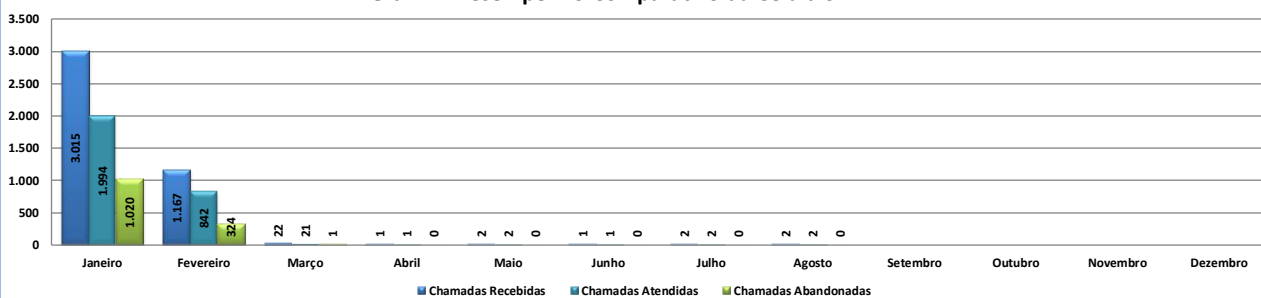 3.500
3.000
2.500
2.000
1.500
1.000
500
0
3.015 1.994 1.020 1.167 842 324 22 21 1 1 1 0 2 2 0 1 1 0 2 2 0 2 2 0
Janeiro Fevereiro Março Abril Maio Junho Julho Agosto Setembro Outubro Novembro Dezembro
Chamadas Recebidas Chamadas Atendidas Chamadas Abandonadas